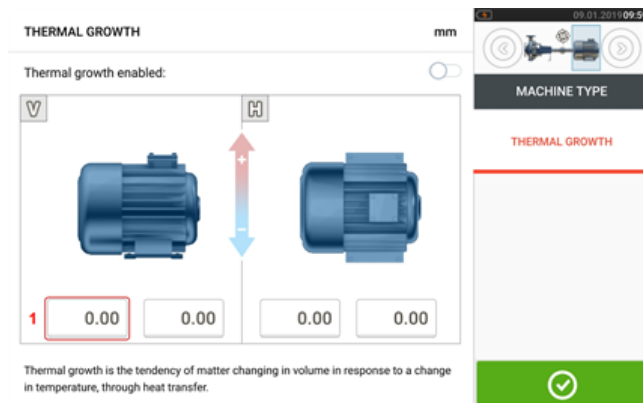 09.01.2019 09:59
THERMAL GROWTH
mm
Thermal growth enabled:
V
H
+
-
1
0.00
0.00
0.00
0.00
Thermal growth is the tendency of matter changing in volume in response to a change
in temperature, through heat transfer.
MACHINE TYPE
THERMAL GROWTH